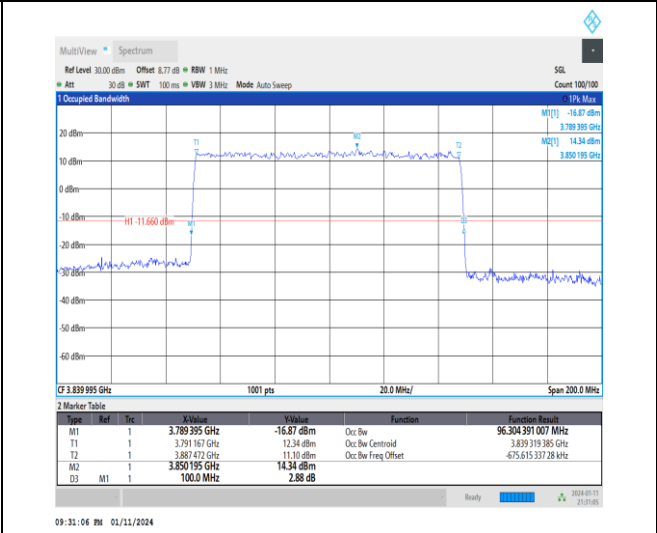 MultiView Spectrum
Ref Level 30.00 dBm Offset 8.77 dB RBW 1 MHz SGL
Att 30 dB SWT 100 ms VBW 3 MHz Mode Auto Sweep Count 100/100
1 Occupied Bandwidth 1Pk Max
M1[1] -16.87 dBm
3.789 395 GHz
M2[1] 14.34 dBm
3.850 195 GHz
20 dBm
T1
M2
T2
10 dBm
0 dBm
-10 dBm
H1 -11.660 dBm
M1
D3
-20 dBm
-30 dBm
-40 dBm
-50 dBm
-60 dBm
CF 3.839 995 GHz 1001 pts 20.0 MHz/ Span 200.0 MHz
2 Marker Table
Type Ref Trc X-Value Y-Value Function Function Result
M1 1 3.789 395 GHz -16.87 dBm Occ Bw 96.304 391 007 MHz
T1 1 3.791 167 GHz 12.34 dBm Occ Bw Centroid 3.839 319 385 GHz
T2 1 3.887 472 GHz 11.10 dBm Occ Bw Freq Offset -675.615 337 28 kHz
M2 1 3.850 195 GHz 14.34 dBm
D3 M1 1 100.0 MHz 2.88 dB
Ready 2024-01-11
21:31:05
09:31:06 PM 01/11/2024